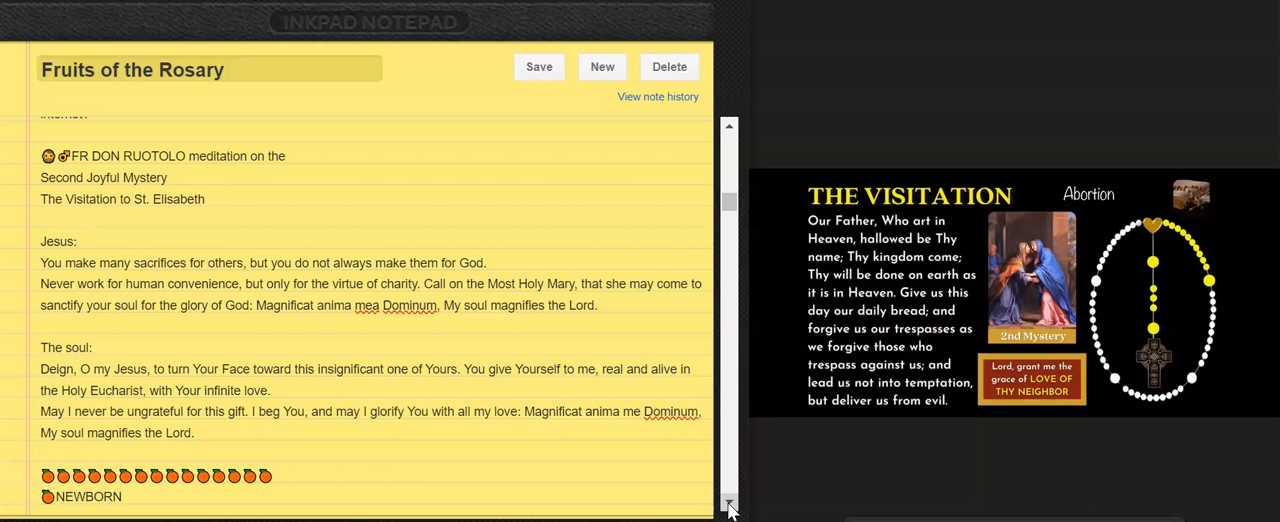 INKPAD NOTEPAD
Fruits of the Rosary
Save
New
Delete
View note history
FR DON RUOTOLO meditation on the
Second Joyful Mystery
The Visitation to St. Elisabeth
Jesus:
You make many sacrifices for others, but you do not always make them for God.
Never work for human convenience, but only for the virtue of charity. Call on the Most Holy Mary, that she may come to
sanctify your soul for the glory of God: Magnificat anima mea Dominum, My soul magnifies the Lord.
The soul:
Deign, O my Jesus, to turn Your Face toward this insignificant one of Yours. You give Yourself to me, real and alive in
the Holy Eucharist, with Your infinite love.
May I never be ungrateful for this gift. I beg You, and may I glorify You with all my love: Magnificat anima me Dominum,
My soul magnifies the Lord.
NEWBORN
THE VISITATION
Abortion
Our Father, Who art in
Heaven, hallowed be Thy
name; Thy kingdom come;
Thy will be done on earth as
it is in Heaven. Give us this
day our daily bread; and
forgive us our trespasses as
we forgive those who
trespass against us; and
lead us not into temptation,
but deliver us from evil.
2nd Mystery
Lord, grant me the
grace of LOVE OF
THY NEIGHBOR